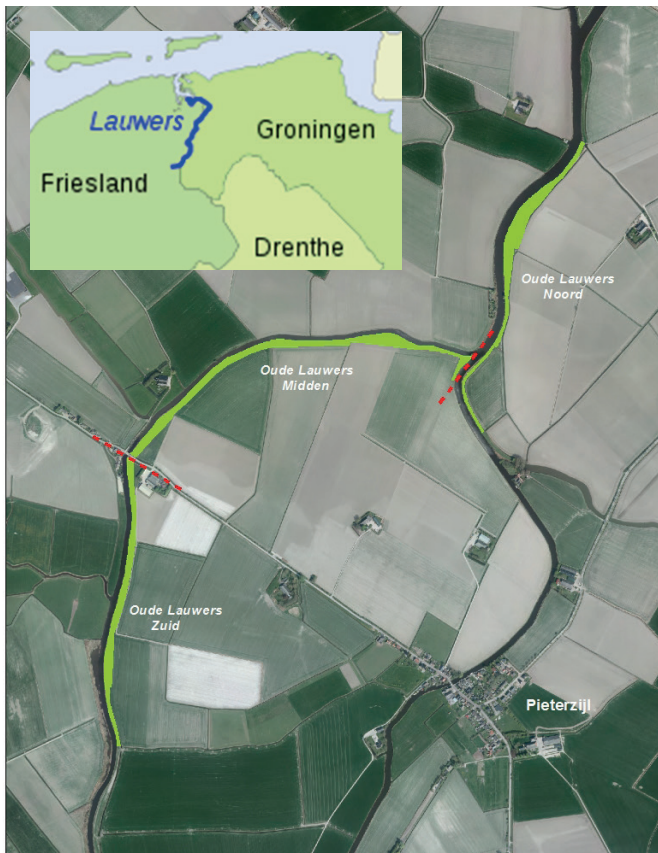 Lauwers
Groningen
Friesland
Drenthe
Oude Lauwers
Noord
Oude Lauwers
Midden
Oude Lauwers
Zuid
Pieterzijl